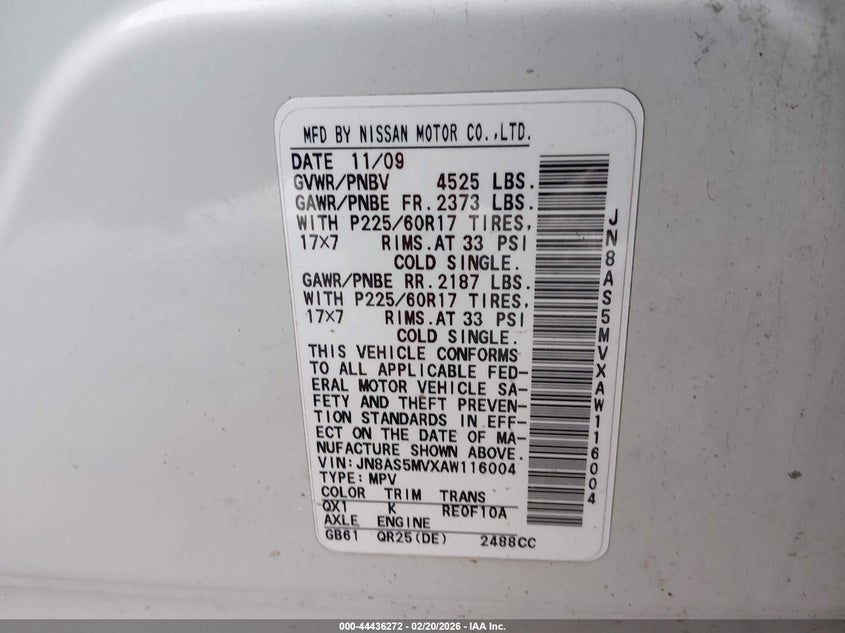 MFD BY NISSAN MOTOR CO.,LTD.
DATE 11/09
GVWR/PNBV 4525 LBS.
GAWR/PNBE FR. 2373 LBS.
WITH P225/60R17 TIRES,
17×7 RIMS.AT 33 PSI
COLD SINGLE.
GAWR/PNBE RR. 2187 LBS.
WITH P225/60R17 TIRES,
17×7 RIMS.AT 33 PSI
COLD SINGLE.
THIS VEHICLE CONFORMS
TO ALL APPLICABLE FED-
ERAL MOTOR VEHICLE SA-
FETY AND THEFT PREVEN-
TION STANDARDS IN EFF-
ECT ON THE DATE OF MA-
NUFACTURE SHOWN ABOVE.
VIN:JN8AS5MVXAW116004
TYPE: MPV
COLOR TRIM TRANS
QX1 K RE0F10A
AXLE ENGINE
GB61 QR25(DE) 2488CC
JN8AS5MVXAW116004
000-44436272 - 02/20/2026 - IAA Inc.